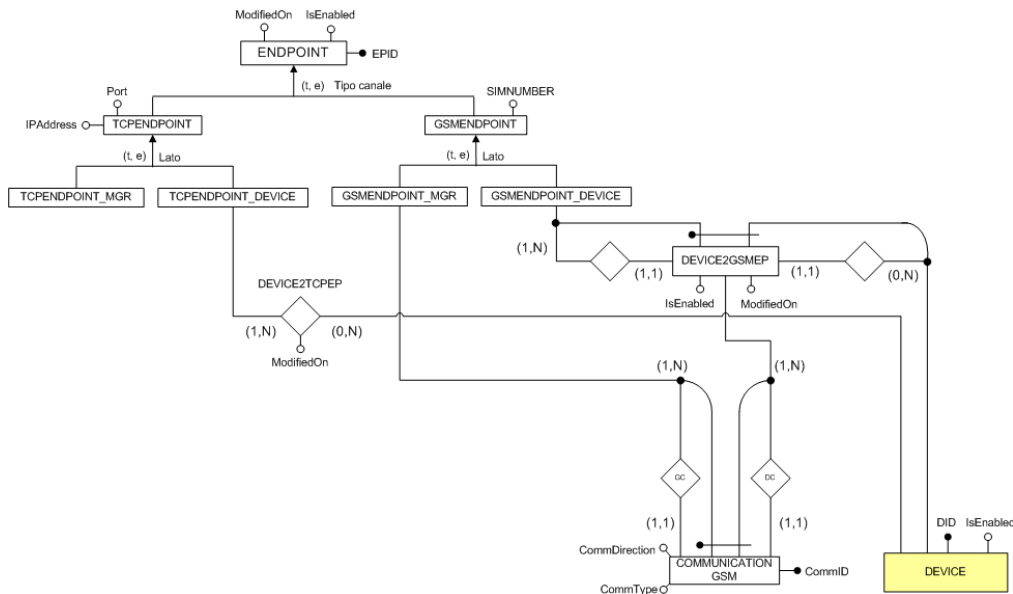 ModifiedOn
IsEnabled
ENDPOINT
EPID
(t, e) Tipo canale
Port
SIMNUMBER
IPAddress
TCPENDPOINT
GSMENDPOINT
(t, e) Lato
(t, e) Lato
TCPENDPOINT_MGR
TCPENDPOINT_DEVICE
GSMENDPOINT_MGR
GSMENDPOINT_DEVICE
(1,N)
DEVICE2GSMEP
(1,1)
(1,1)
(0,N)
DEVICE2TCPEP
IsEnabled
ModifiedOn
(1,N)
(0,N)
ModifiedOn
(1,N)
(1,N)
GC
DC
(1,1)
(1,1)
DID
IsEnabled
CommDirection
COMMUNICATION
GSM
CommID
DEVICE
CommType